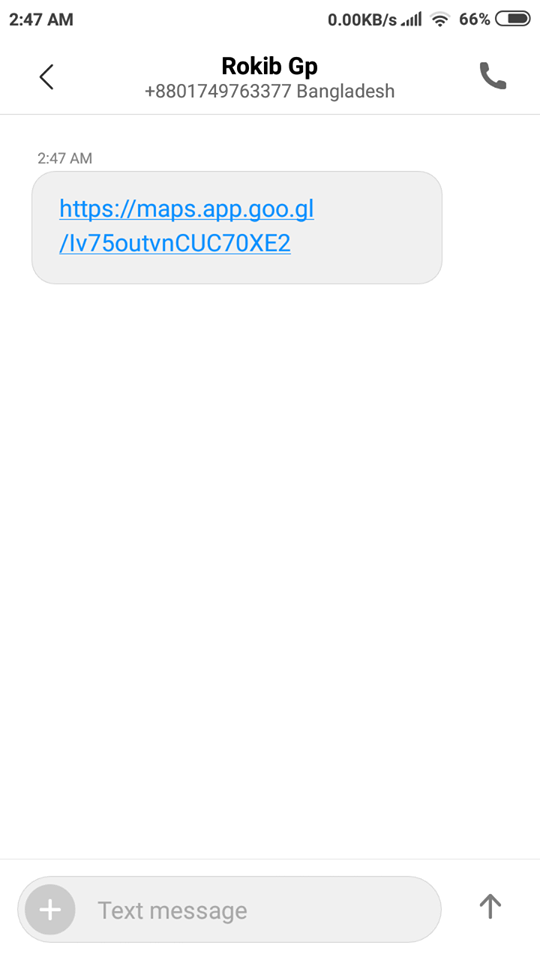 2:47 AM 0.00KB/s 66%
Rokib Gp
+8801749763377 Bangladesh
2:47 AM
https://maps.app.goo.gl
/Iv75outvnCUC70XE2
Text message